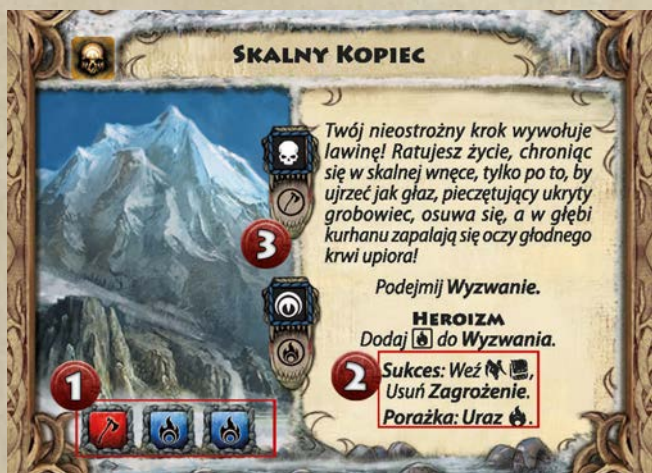 SKALNY KOPIEC
Twój nieostrożny krok wywołuje
lawinę! Ratujesz życie, chroniąc
się w skalnej wnęce, tylko po to, by
ujrzeć jak głaz, pieczętujący ukryty
grobowiec, osuwa się, a w głębi
kurhanu zapalają się oczy głodnego
krwi upiora!
Podejmij Wyzwanie.
HEROIZM
Dodaj do Wyzwania.
Sukces: Weź ,
Usuń Zagrożenie.
Porażka: Uraz .
3
2
1